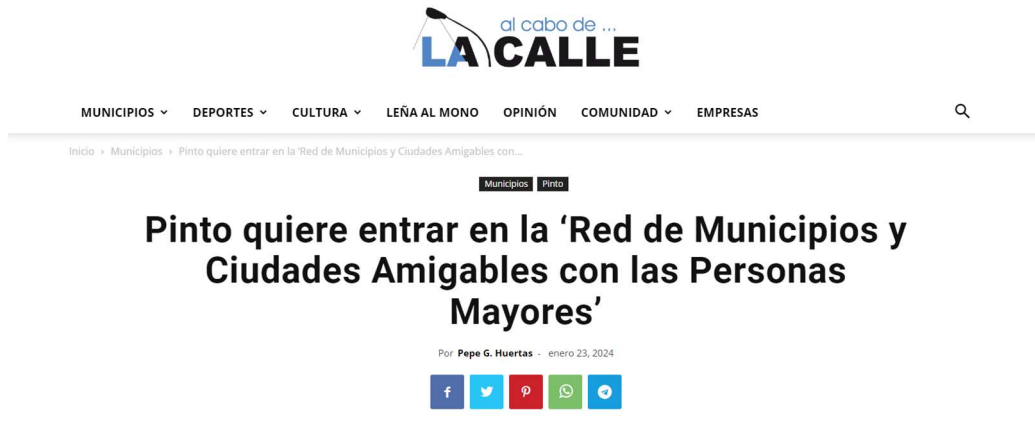 al cabo de ...
LA CALLE
MUNICIPIOS DEPORTES CULTURA LEÑA AL MONO OPINIÓN COMUNIDAD EMPRESAS
Inicio › Municipios › Pinto quiere entrar en la ‘Red de Municipios y Ciudades Amigables con...
Municipios Pinto
Pinto quiere entrar en la ‘Red de Municipios y
Ciudades Amigables con las Personas
Mayores’
Por Pepe G. Huertas - enero 23, 2024